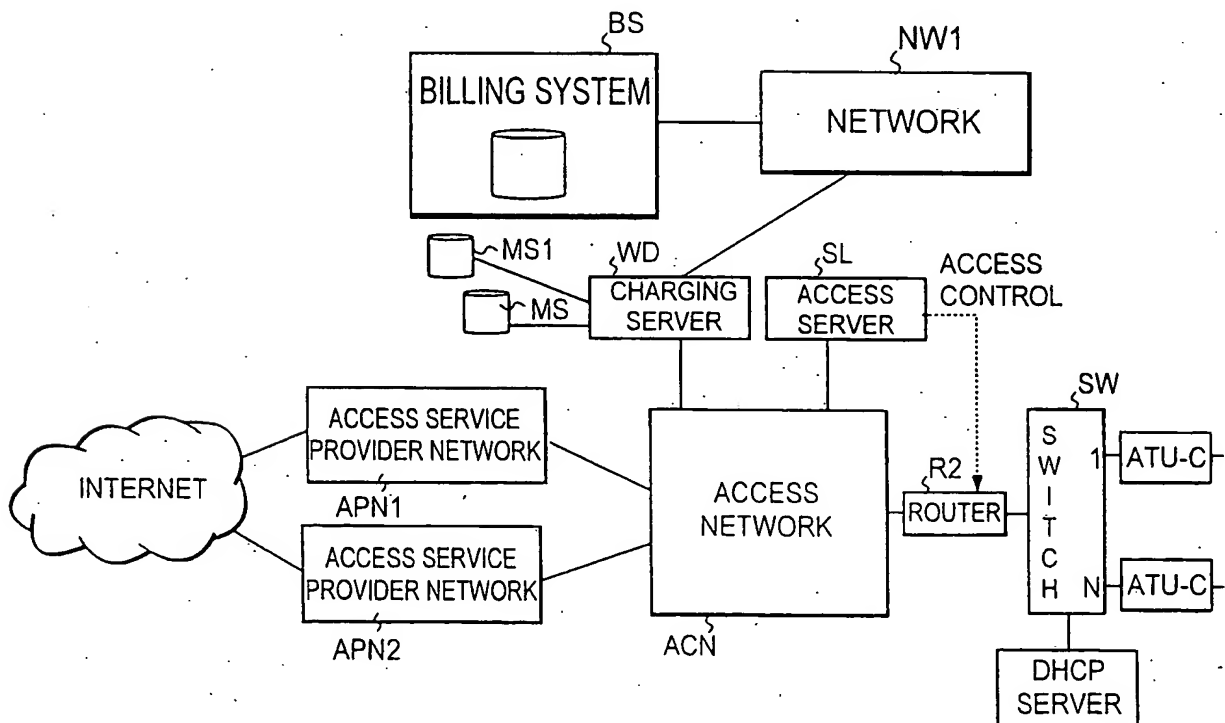 BS
NW1
BILLING SYSTEM
NETWORK
MS1
WD
SL
ACCESS
CONTROL
MS
CHARGING
SERVER
ACCESS
SERVER
SW
ACCESS SERVICE
PROVIDER NETWORK
APN1
INTERNET
ACCESS
NETWORK
R2
ROUTER
SWITCH
1
ATU-C
ACCESS SERVICE
PROVIDER NETWORK
APN2
N
ATU-C
ACN
DHCP
SERVER